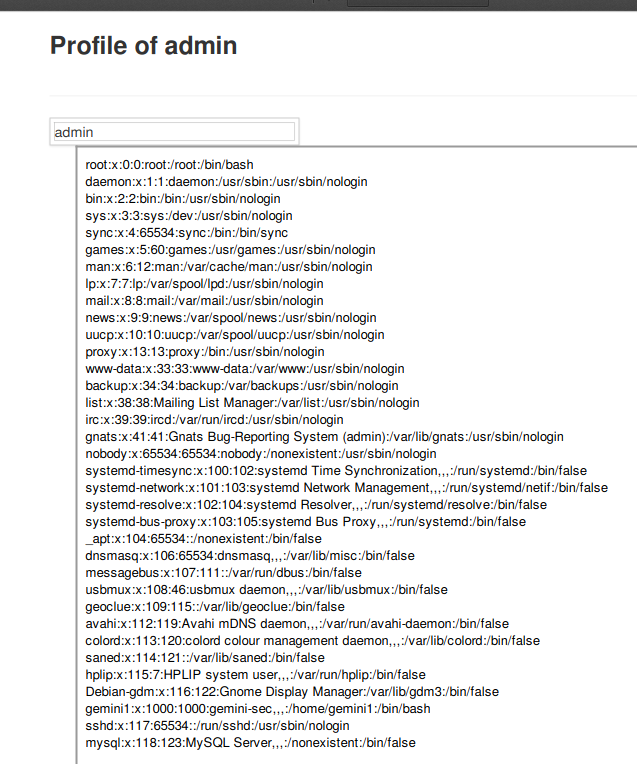 Profile of admin
admin
root:x:0:0:root:/root:/bin/bash
daemon:x:1:1:daemon:/usr/sbin:/usr/sbin/nologin
bin:x:2:2:bin:/bin:/usr/sbin/nologin
sys:x:3:3:sys:/dev:/usr/sbin/nologin
sync:x:4:65534:sync:/bin:/bin/sync
games:x:5:60:games:/usr/games:/usr/sbin/nologin
man:x:6:12:man:/var/cache/man:/usr/sbin/nologin
lp:x:7:7:lp:/var/spool/lpd:/usr/sbin/nologin
mail:x:8:8:mail:/var/mail:/usr/sbin/nologin
news:x:9:9:news:/var/spool/news:/usr/sbin/nologin
uucp:x:10:10:uucp:/var/spool/uucp:/usr/sbin/nologin
proxy:x:13:13:proxy:/bin:/usr/sbin/nologin
www-data:x:33:33:www-data:/var/www:/usr/sbin/nologin
backup:x:34:34:backup:/var/backups:/usr/sbin/nologin
list:x:38:38:Mailing List Manager:/var/list:/usr/sbin/nologin
irc:x:39:39:ircd:/var/run/ircd:/usr/sbin/nologin
gnats:x:41:41:Gnats Bug-Reporting System (admin):/var/lib/gnats:/usr/sbin/nologin
nobody:x:65534:65534:nobody:/nonexistent:/usr/sbin/nologin
systemd-timesync:x:100:102:systemd Time Synchronization,,,:/run/systemd:/bin/false
systemd-network:x:101:103:systemd Network Management,,,:/run/systemd/netif:/bin/false
systemd-resolve:x:102:104:systemd Resolver,,,:/run/systemd/resolve:/bin/false
systemd-bus-proxy:x:103:105:systemd Bus Proxy,,,:/run/systemd:/bin/false
_apt:x:104:65534::/nonexistent:/bin/false
dnsmasq:x:106:65534:dnsmasq,,,:/var/lib/misc:/bin/false
messagebus:x:107:111::/var/run/dbus:/bin/false
usbmux:x:108:46:usbmux daemon,,,:/var/lib/usbmux:/bin/false
geoclue:x:109:115::/var/lib/geoclue:/bin/false
avahi:x:112:119:Avahi mDNS daemon,,,:/var/run/avahi-daemon:/bin/false
colord:x:113:120:colord colour management daemon,,,:/var/lib/colord:/bin/false
saned:x:114:121::/var/lib/saned:/bin/false
hplip:x:115:7:HPLIP system user,,,:/var/run/hplip:/bin/false
Debian-gdm:x:116:122:Gnome Display Manager:/var/lib/gdm3:/bin/false
gemini1:x:1000:1000:gemini-sec,,,:/home/gemini1:/bin/bash
sshd:x:117:65534::/run/sshd:/usr/sbin/nologin
mysql:x:118:123:MySQL Server,,,:/nonexistent:/bin/false